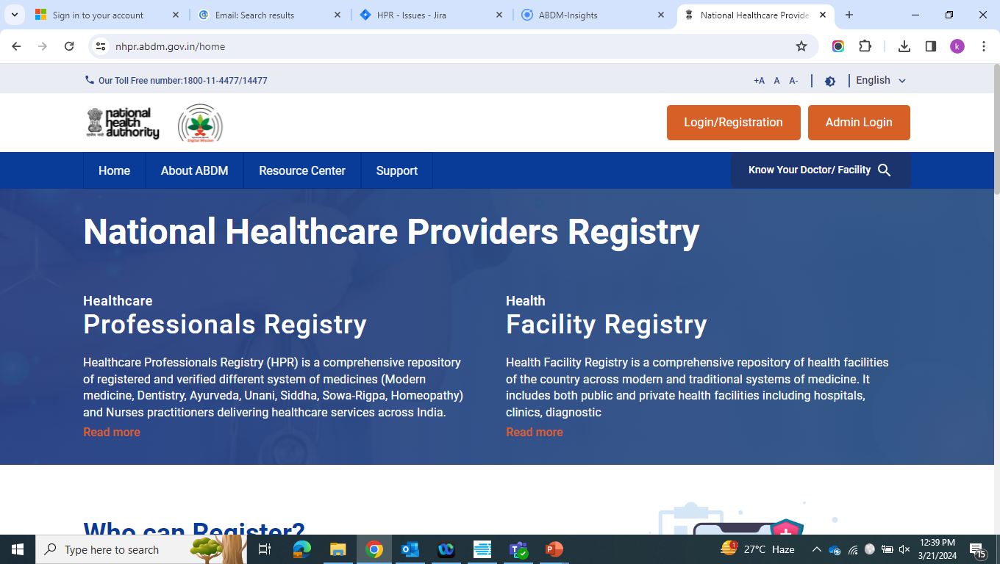 Sign in to your account
Email: Search results
HPR - Issues - Jira
ABDM-Insights
National Healthcare Provide
nhpr.abdm.gov.in/home
k
Our Toll Free number:1800-11-4477/14477
+A A A-
English
national
health
authority
Digital Mission
Login/Registration
Admin Login
Home
About ABDM
Resource Center
Support
Know Your Doctor/ Facility
National Healthcare Providers Registry
Healthcare
Professionals Registry
Healthcare Professionals Registry (HPR) is a comprehensive repository
of registered and verified different system of medicines (Modern
medicine, Dentistry, Ayurveda, Unani, Siddha, Sowa-Rigpa, Homeopathy)
and Nurses practitioners delivering healthcare services across India.
Read more
Health
Facility Registry
Health Facility Registry is a comprehensive repository of health facilities
of the country across modern and traditional systems of medicine. It
includes both public and private health facilities including hospitals,
clinics, diagnostic
Read more
Who can Register?
Type here to search
1
27°C Haze
12:39 PM
3/21/2024
15